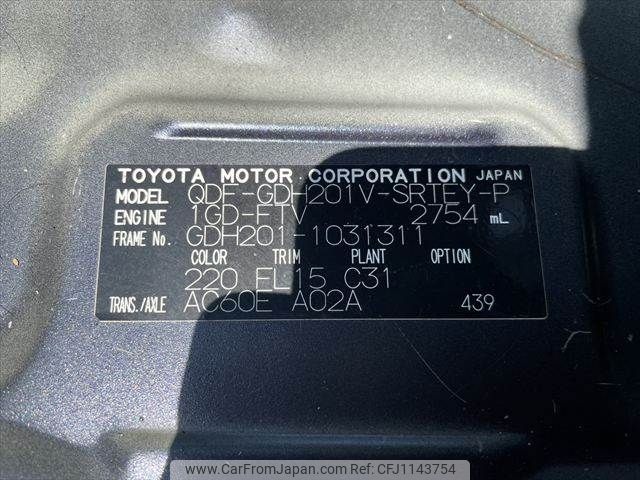 TOYOTA MOTOR CORPORATION JAPAN
MODEL QDF-GDH201V-SRTEY-P
ENGINE 1GD-FTV 2754 mL
FRAME No. GDH201-1031311
COLOR TRIM PLANT OPTION
220 FL15 C31
TRANS./AXLE AC60E A02A 439
www.CarFromJapan.com | ©CarFromJapan | CFJ1143754